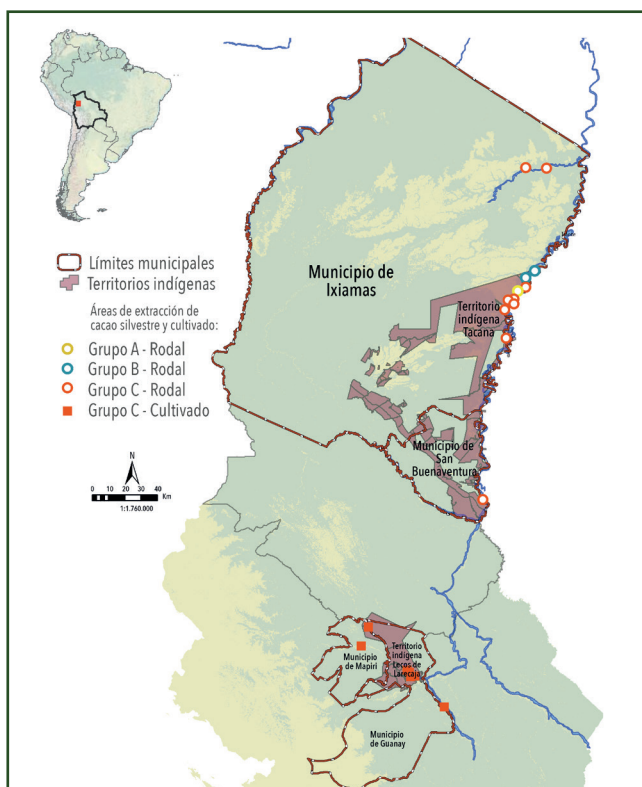 Límites municipales
Territorios indígenas
Áreas de extracción de
cacao silvestre y cultivado:
Grupo A - Rodal
Grupo B - Rodal
Grupo C - Rodal
Grupo C - Cultivado
N
0 10 20 30 40
Km
1:1.760.000
Municipio de
Ixiamas
Territorio
indígena
Tacana
Municipio de
San
Buenaventura
Municipio
de Mapiri
Territorio
indígena
Lecos de
Larecaja
Municipio
de Guanay